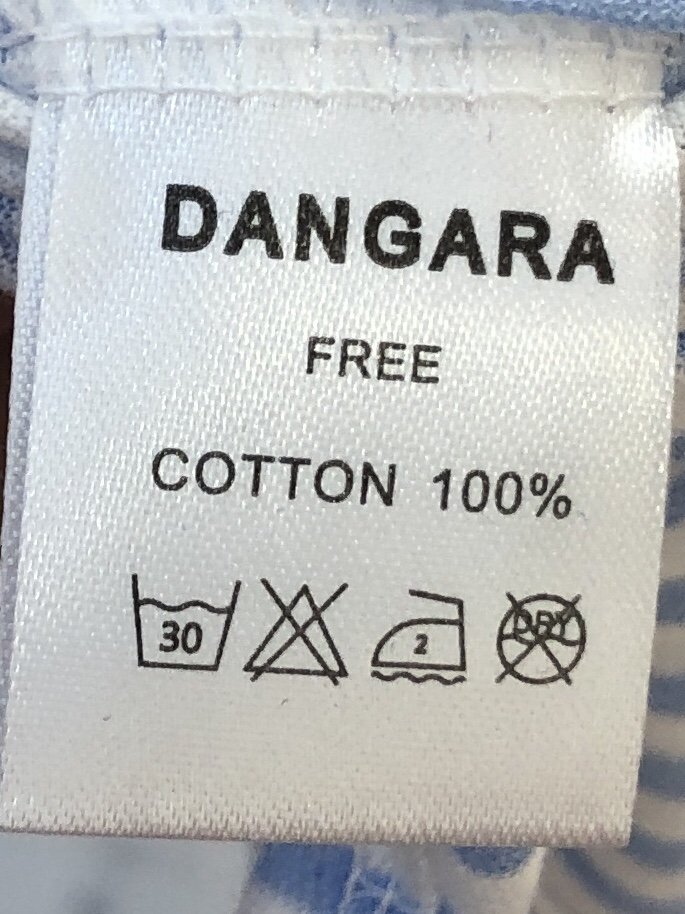 DANGARA
FREE
COTTON 100%
30 2 DRY